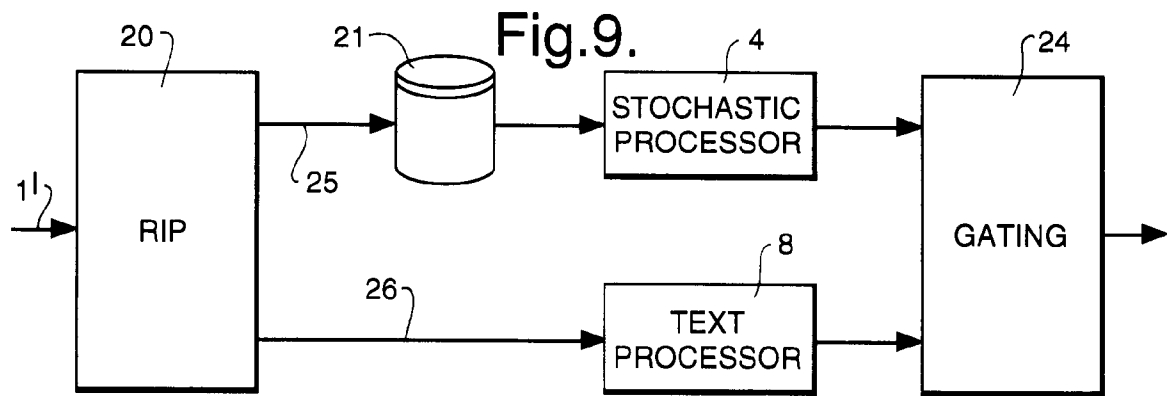 Fig.9.
20
21
4
24
STOCHASTIC
PROCESSOR
25
1'
RIP
GATING
8
26
TEXT
PROCESSOR